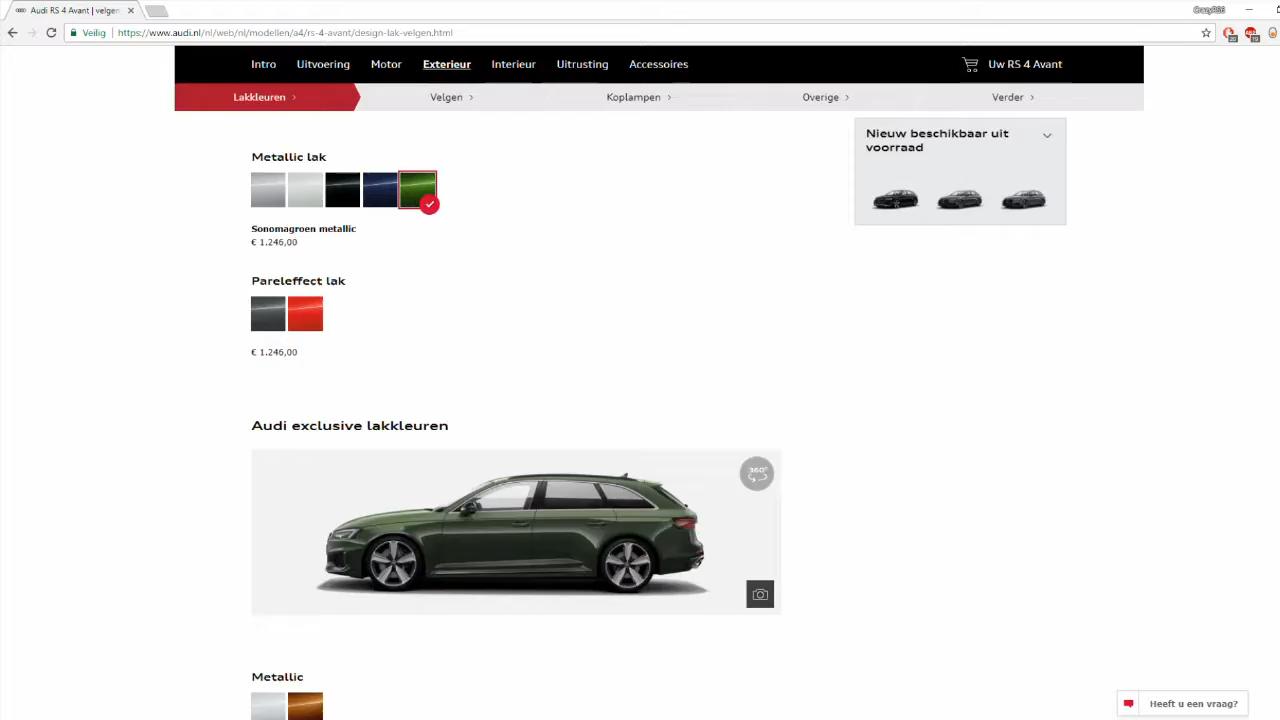 Audi RS 4 Avant | velgen
CrazyRS6
Veilig
https://www.audi.nl/nl/web/nl/modellen/a4/rs-4-avant/design-lak-velgen.html
Intro Uitvoering Motor Exterieur Interieur Uitrusting Accessoires Uw RS 4 Avant
Lakkleuren Velgen Koplampen Overige Verder
Nieuw beschikbaar uit
voorraad
Metallic lak
Sonomagroen metallic
€ 1.246,00
Pareleffect lak
€ 1.246,00
Audi exclusive lakkleuren
360°
Metallic
Heeft u een vraag?